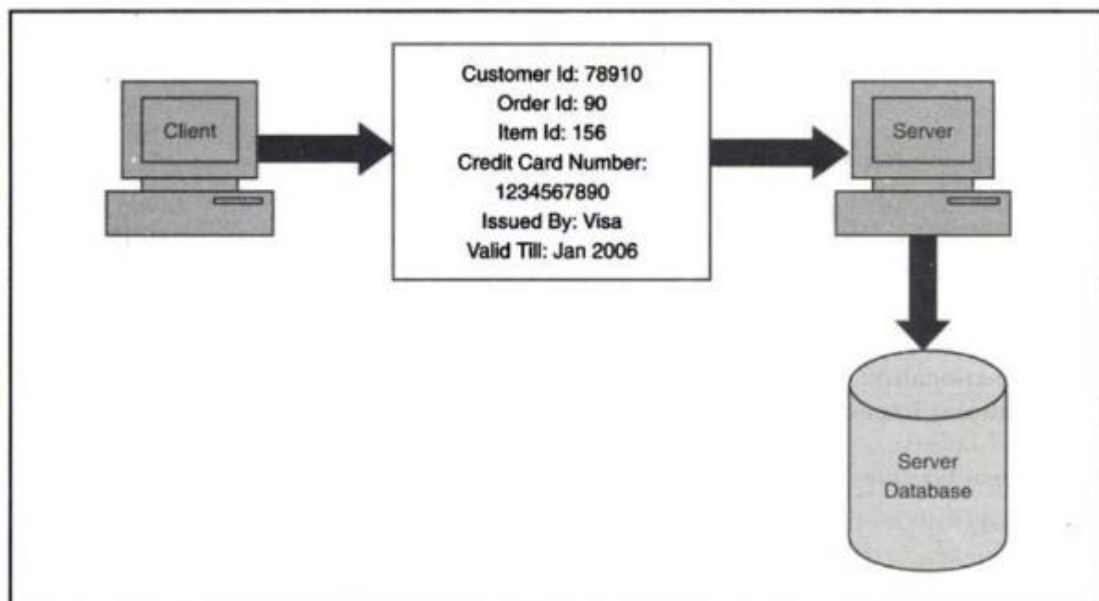 Client
Customer Id: 78910
Order Id: 90
Item Id: 156
Credit Card Number:
1234567890
Issued By: Visa
Valid Till: Jan 2006
Server
Server
Database